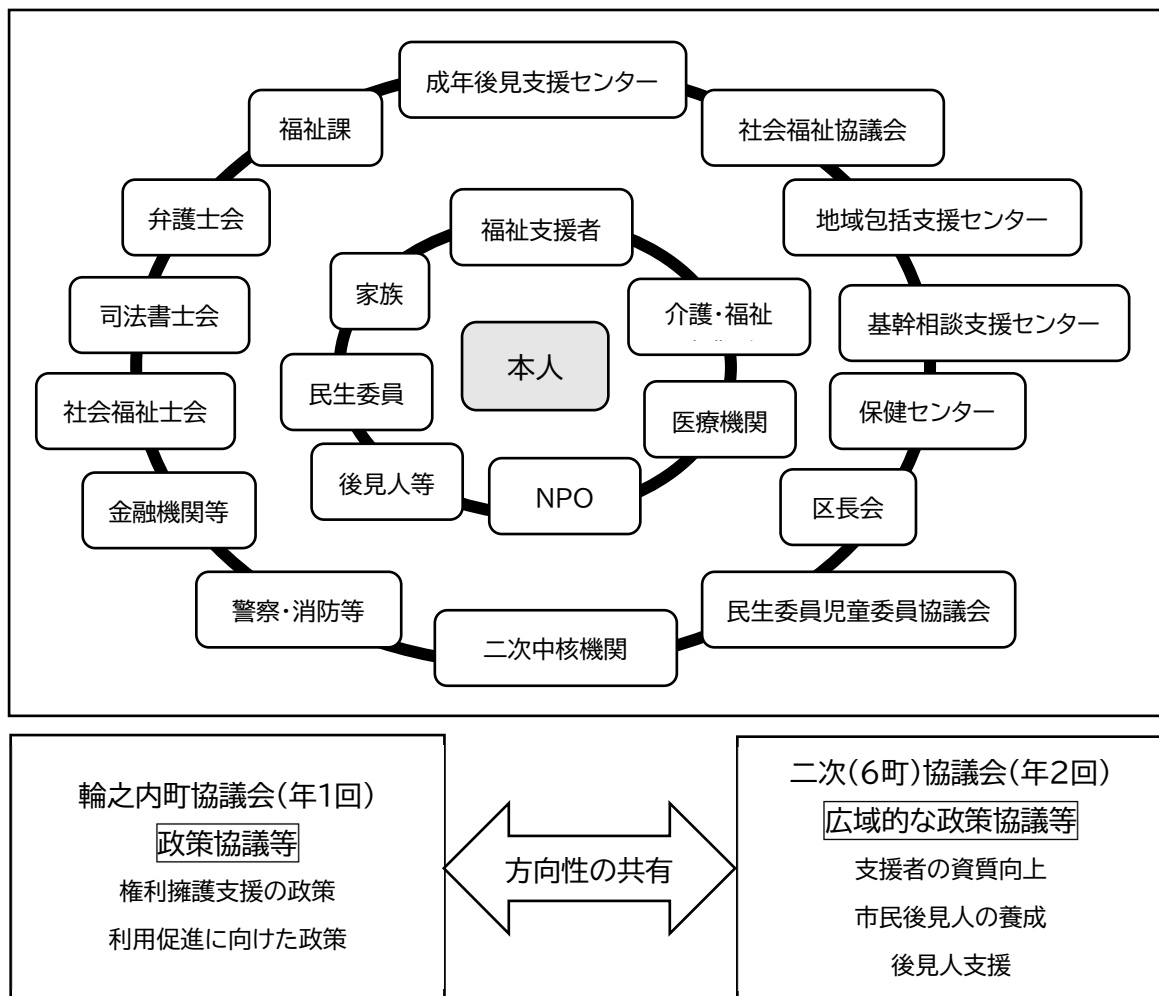 成年後見支援センター
福祉課
社会福祉協議会
弁護士会
地域包括支援センター
福祉支援者
家族
司法書士会
介護・福祉
基幹相談支援センター
本人
民生委員
社会福祉士会
医療機関
保健センター
後見人等
NPO
金融機関等
区長会
警察・消防等
民生委員児童委員協議会
二次中核機関
輪之内町協議会(年1回)
政策協議等
権利擁護支援の政策
利用促進に向けた政策
方向性の共有
二次(6町)協議会(年2回)
広域的な政策協議等
支援者の資質向上
市民後見人の養成
後見人支援